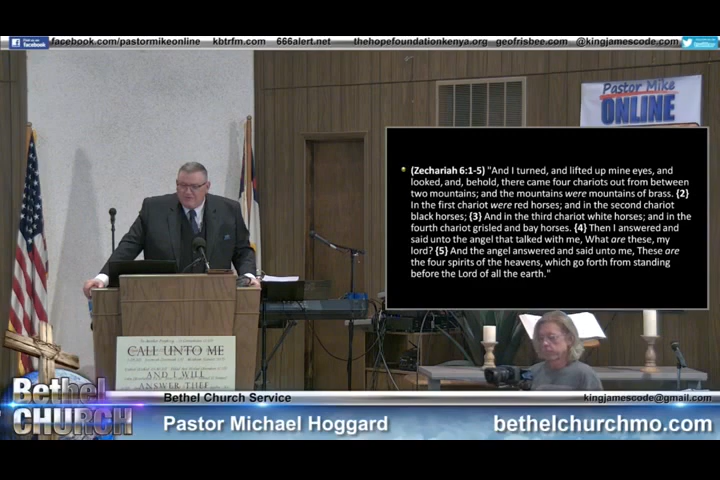 Find us on facebook
facebook.com/pastormikeonline kbtrfm.com 666alert.net thehopefoundationkenya.org geofrisbee.com @kingjamescode.com
Pastor Mike
ONLINE
(Zechariah 6:1-5) "And I turned, and lifted up mine eyes, and
looked, and, behold, there came four chariots out from between
two mountains; and the mountains were mountains of brass. {2}
In the first chariot were red horses; and in the second chariot
black horses; {3} And in the third chariot white horses; and in the
fourth chariot grisled and bay horses. {4} Then I answered and
said unto the angel that talked with me, What are these, my
lord? {5} And the angel answered and said unto me, These are
the four spirits of the heavens, which go forth from standing
before the Lord of all the earth."
CALL UNTO ME
AND I WILL
ANSWER THEE
Bethel
CHURCH
Bethel Church Service
kingjamescode@gmail.com
Pastor Michael Hoggard
bethelchurchmo.com